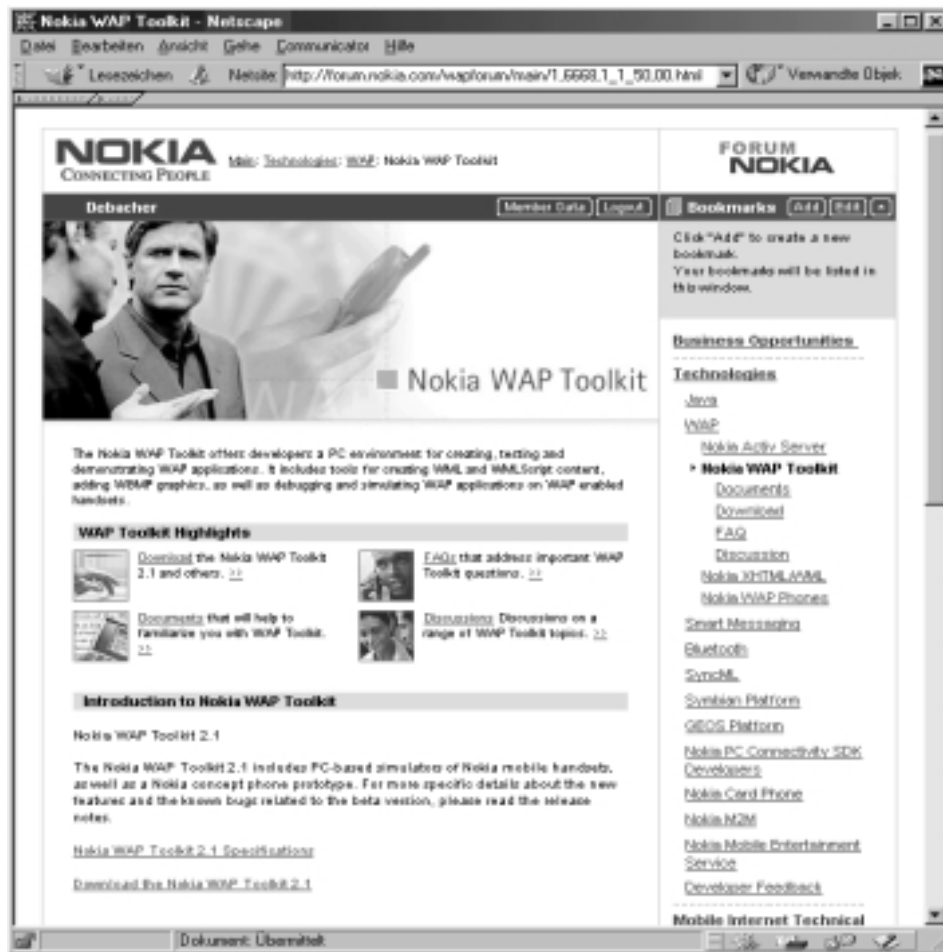 Nokia WAP Toolkit - Netscape
Datei Bearbeiten Ansicht Gehe Communicator Hilfe
Lesezeichen Netsite: http://forum.nokia.com/wapforum/main/1,6668,1_1_50,00.html Verwandte Objek
NOKIA
CONNECTING PEOPLE
Main: Technologies: WAP: Nokia WAP Toolkit
FORUM
NOKIA
Debacher Member Data Logout
Bookmarks Add Edit
Click "Add" to create a new
bookmark.
Your bookmarks will be listed in
this window.
WAP
Nokia WAP Toolkit
The Nokia WAP Toolkit offers developers a PC environment for creating, testing and
demonstrating WAP applications. It includes tools for creating WML and WMLScript content,
adding WBMP graphics, as well as debugging and simulating WAP applications on WAP enabled
handsets.
WAP Toolkit Highlights
Download the Nokia WAP Toolkit
2.1 and others. >>
FAQs that address important WAP
Toolkit questions. >>
Documents that will help to
familiarize you with WAP Toolkit.
>>
Discussions Discussions on a
range of WAP Toolkit topics. >>
Introduction to Nokia WAP Toolkit
Nokia WAP Toolkit 2.1
The Nokia WAP Toolkit 2.1 includes PC-based simulators of Nokia mobile handsets,
as well as a Nokia concept phone prototype. For more specific details about the new
features and the known bugs related to the beta version, please read the release
notes.
Nokia WAP Toolkit 2.1 Specifications
Download the Nokia WAP Toolkit 2.1
Business Opportunities
Technologies
Java
WAP
Nokia Activ Server
Nokia WAP Toolkit
Documents
Download
FAQ
Discussion
Nokia XHTML/WML
Nokia WAP Phones
Smart Messaging
Bluetooth
SyncML
Symbian Platform
GEOS Platform
Nokia PC Connectivity SDK
Developers
Nokia Card Phone
Nokia M2M
Nokia Mobile Entertainment
Service
Developer Feedback
Mobile Internet Technical
Dokument: Übermittelt